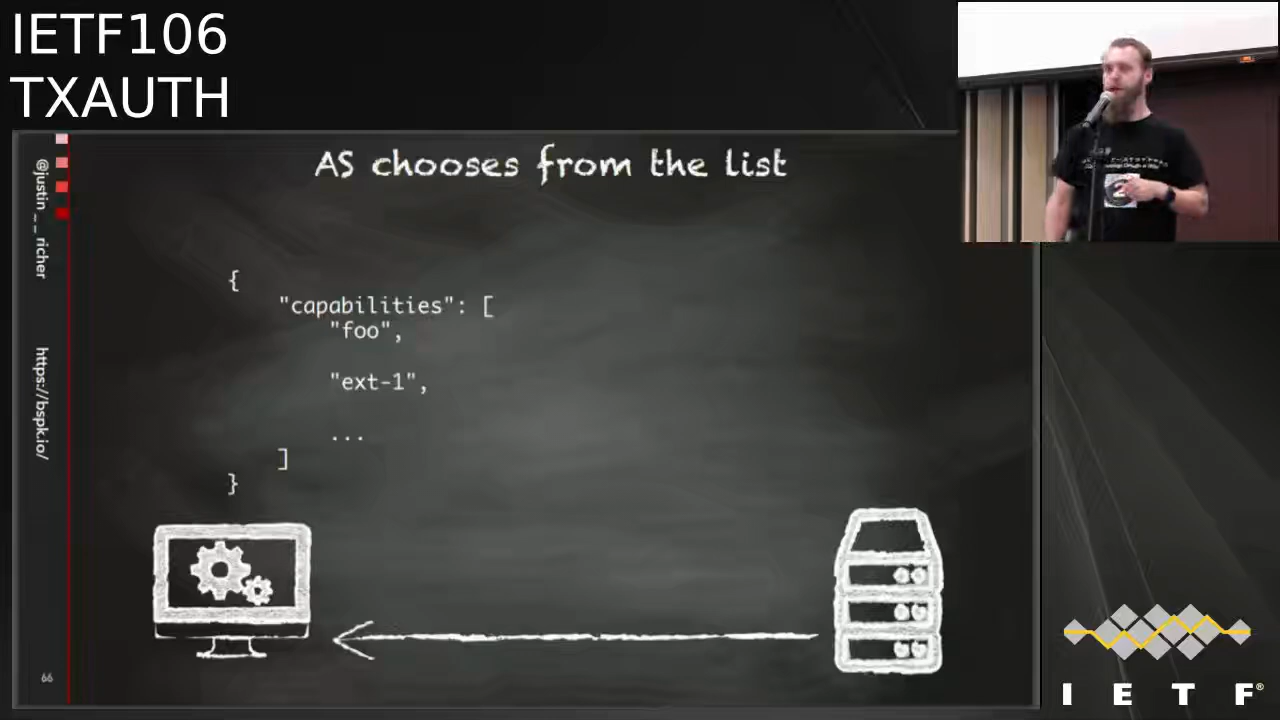 IETF106
TXAUTH
@justin__richer
https://bspk.io/
AS chooses from the list
{
"capabilities": [
"foo",
"ext-1",
...
]
}
66
I E T F®